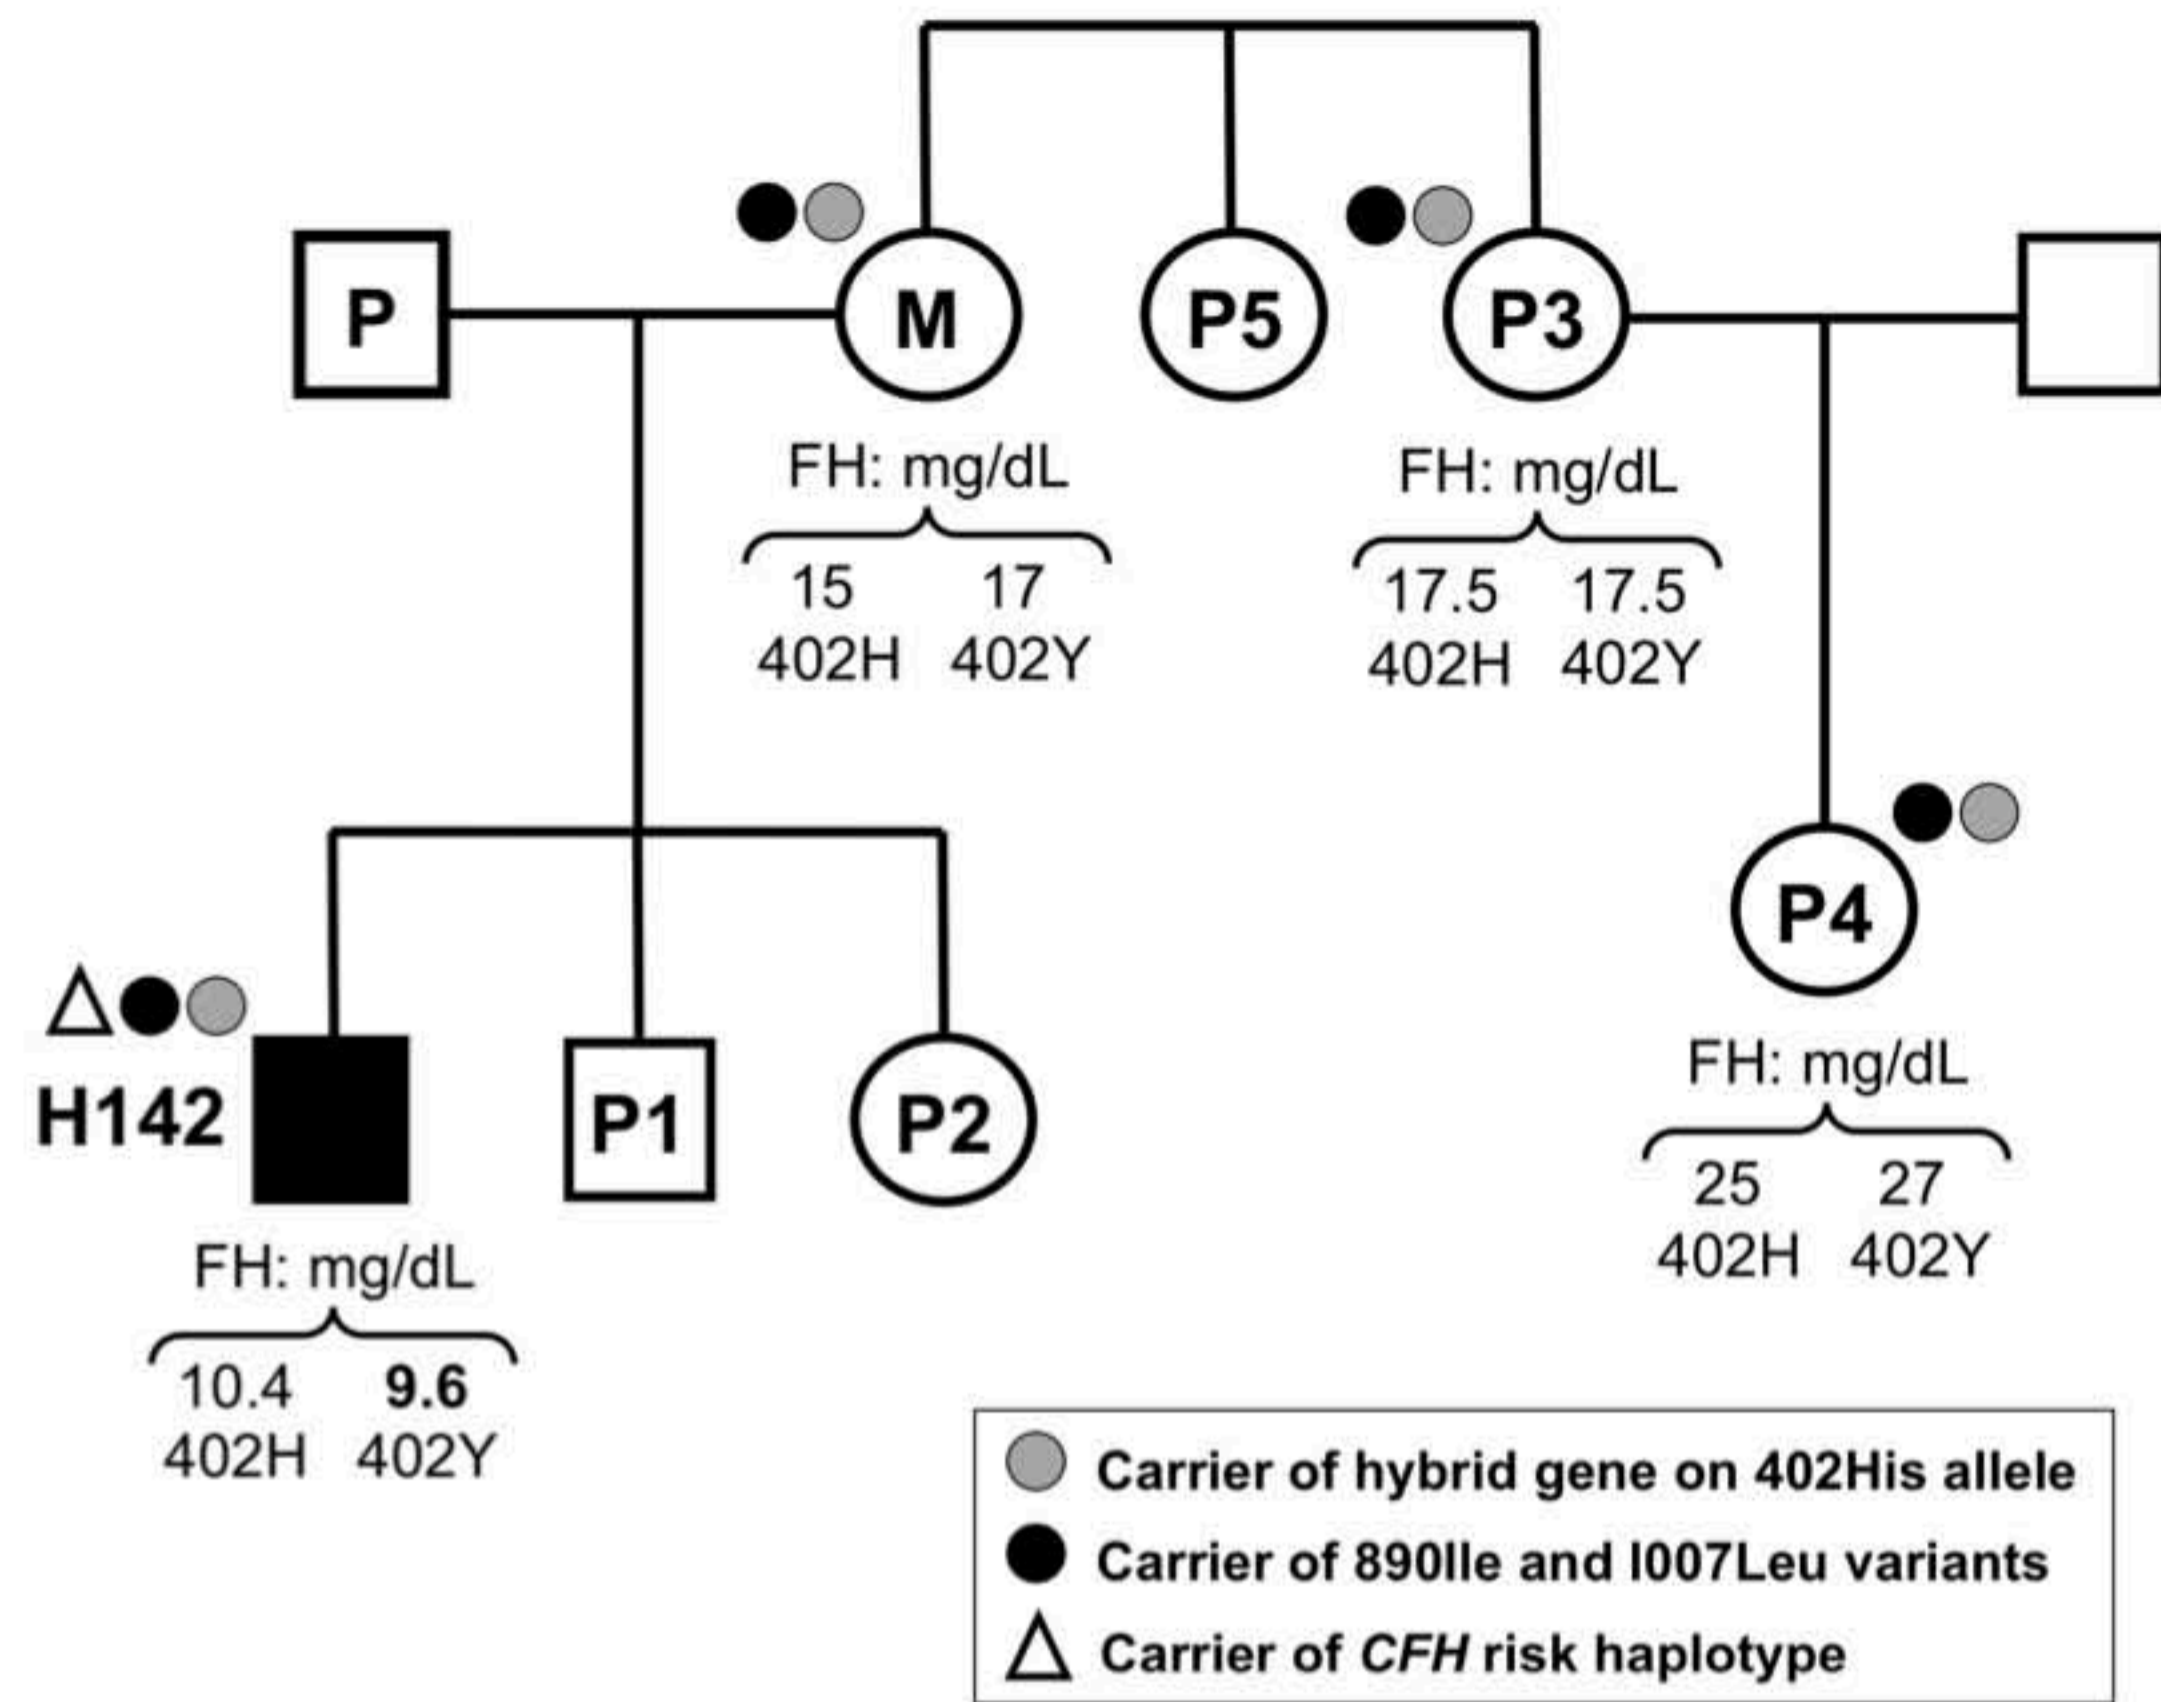 P
M
P5
P3
FH: mg/dL
15 17
402H 402Y
FH: mg/dL
17.5 17.5
402H 402Y
P4
FH: mg/dL
25 27
402H 402Y
H142
P1
P2
FH: mg/dL
10.4 9.6
402H 402Y
Carrier of hybrid gene on 402His allele
Carrier of 890Ile and I007Leu variants
Carrier of CFH risk haplotype